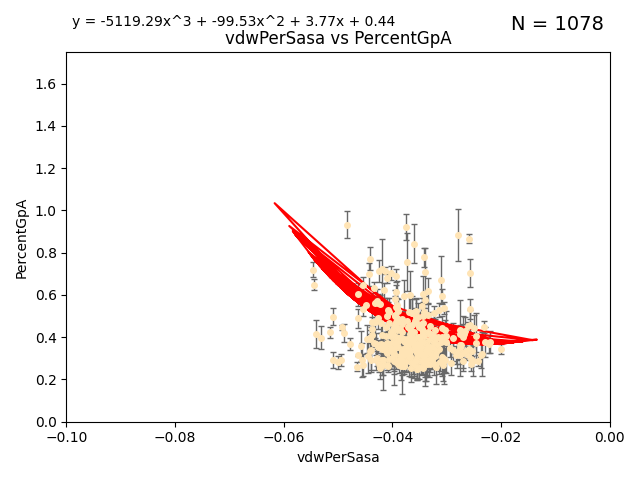 y = -5119.29x^3 + -99.53x^2 + 3.77x + 0.44
N = 1078
vdwPerSasa vs PercentGpA
1.6
1.4
1.2
1.0
0.8
0.6
0.4
0.2
0.0
PercentGpA
−0.10 −0.08 −0.06 −0.04 −0.02 0.00
vdwPerSasa